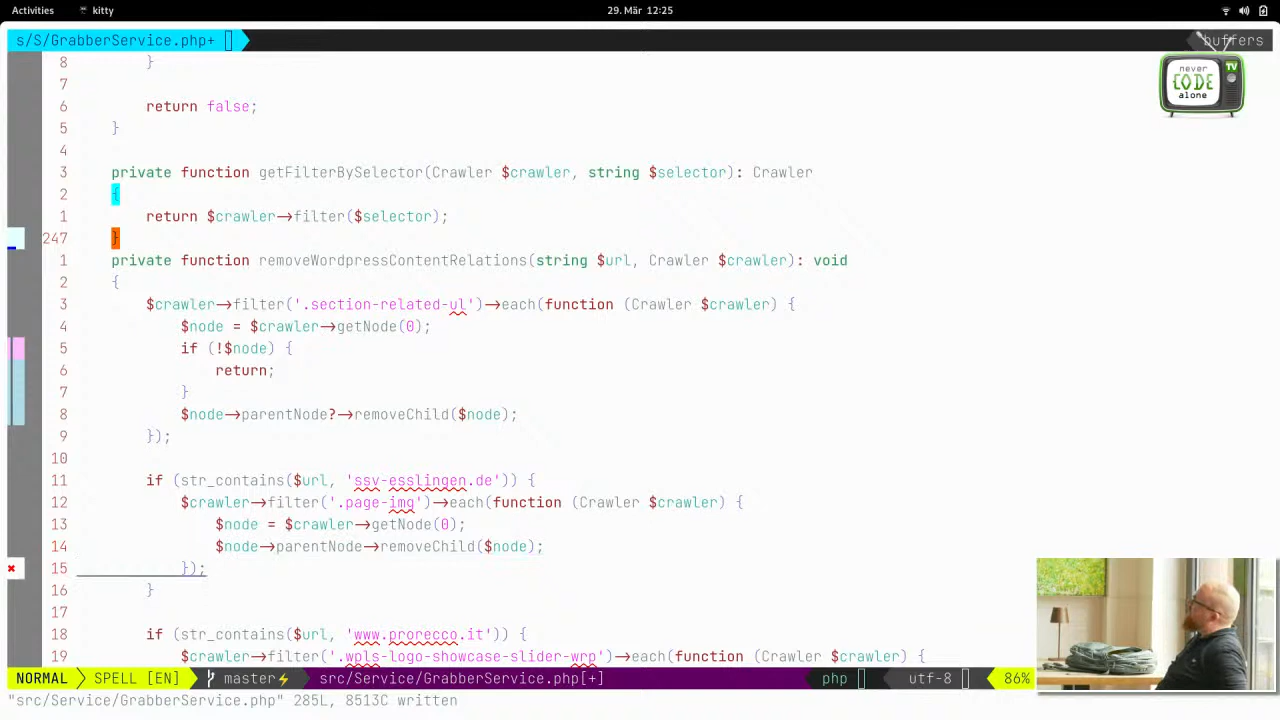 Activities kitty 29. Mär 12:25
s/S/GrabberService.php+ buffers
never
CODE
alone
TV
8 }
7
6 return false;
5 }
4
3 private function getFilterBySelector(Crawler $crawler, string $selector): Crawler
2 {
1 return $crawler→filter($selector);
247 }
1 private function removeWordpressContentRelations(string $url, Crawler $crawler): void
2 {
3 $crawler→filter('.section-related-ul')→each(function (Crawler $crawler) {
4 $node = $crawler→getNode(0);
5 if (!$node) {
6 return;
7 }
8 $node→parentNode?→removeChild($node);
9 });
10
11 if (str_contains($url, 'ssv-esslingen.de')) {
12 $crawler→filter('.page-img')→each(function (Crawler $crawler) {
13 $node = $crawler→getNode(0);
14 $node→parentNode→removeChild($node);
15 });
16 }
17
18 if (str_contains($url, 'www.prorecco.it')) {
19 $crawler→filter('.wpls-logo-showcase-slider-wrp')→each(function (Crawler $crawler) {
NORMAL SPELL [EN] master⚡ src/Service/GrabberService.php[+] php utf-8 86%
"src/Service/GrabberService.php" 285L, 8513C written